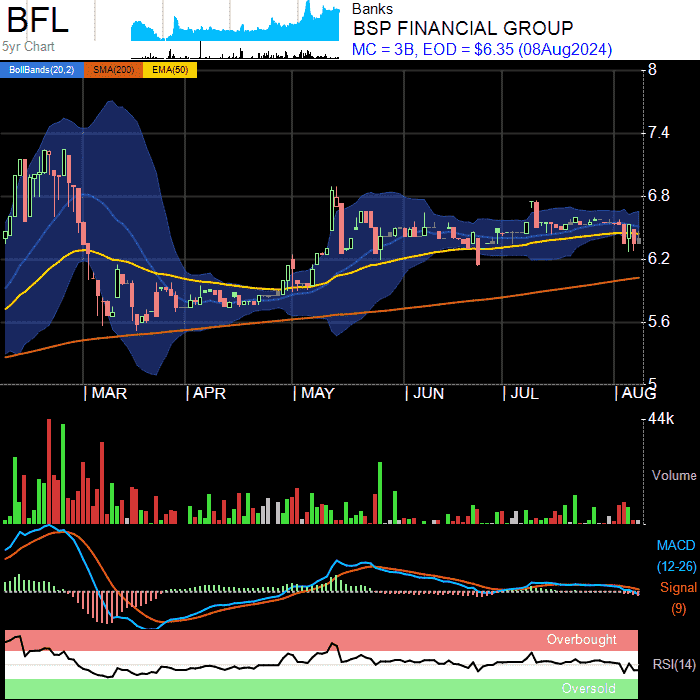 BFL
5yr Chart
Banks
BSP FINANCIAL GROUP
MC = 3B, EOD = $6.35 (08Aug2024)
BollBands(20,2) SMA(200) EMA(50)
8
7.4
6.8
6.2
5.6
5
| MAR | APR | MAY | JUN | JUL | AUG
44k
Volume
MACD
(12-26)
Signal
(9)
Overbought
RSI(14)
Oversold